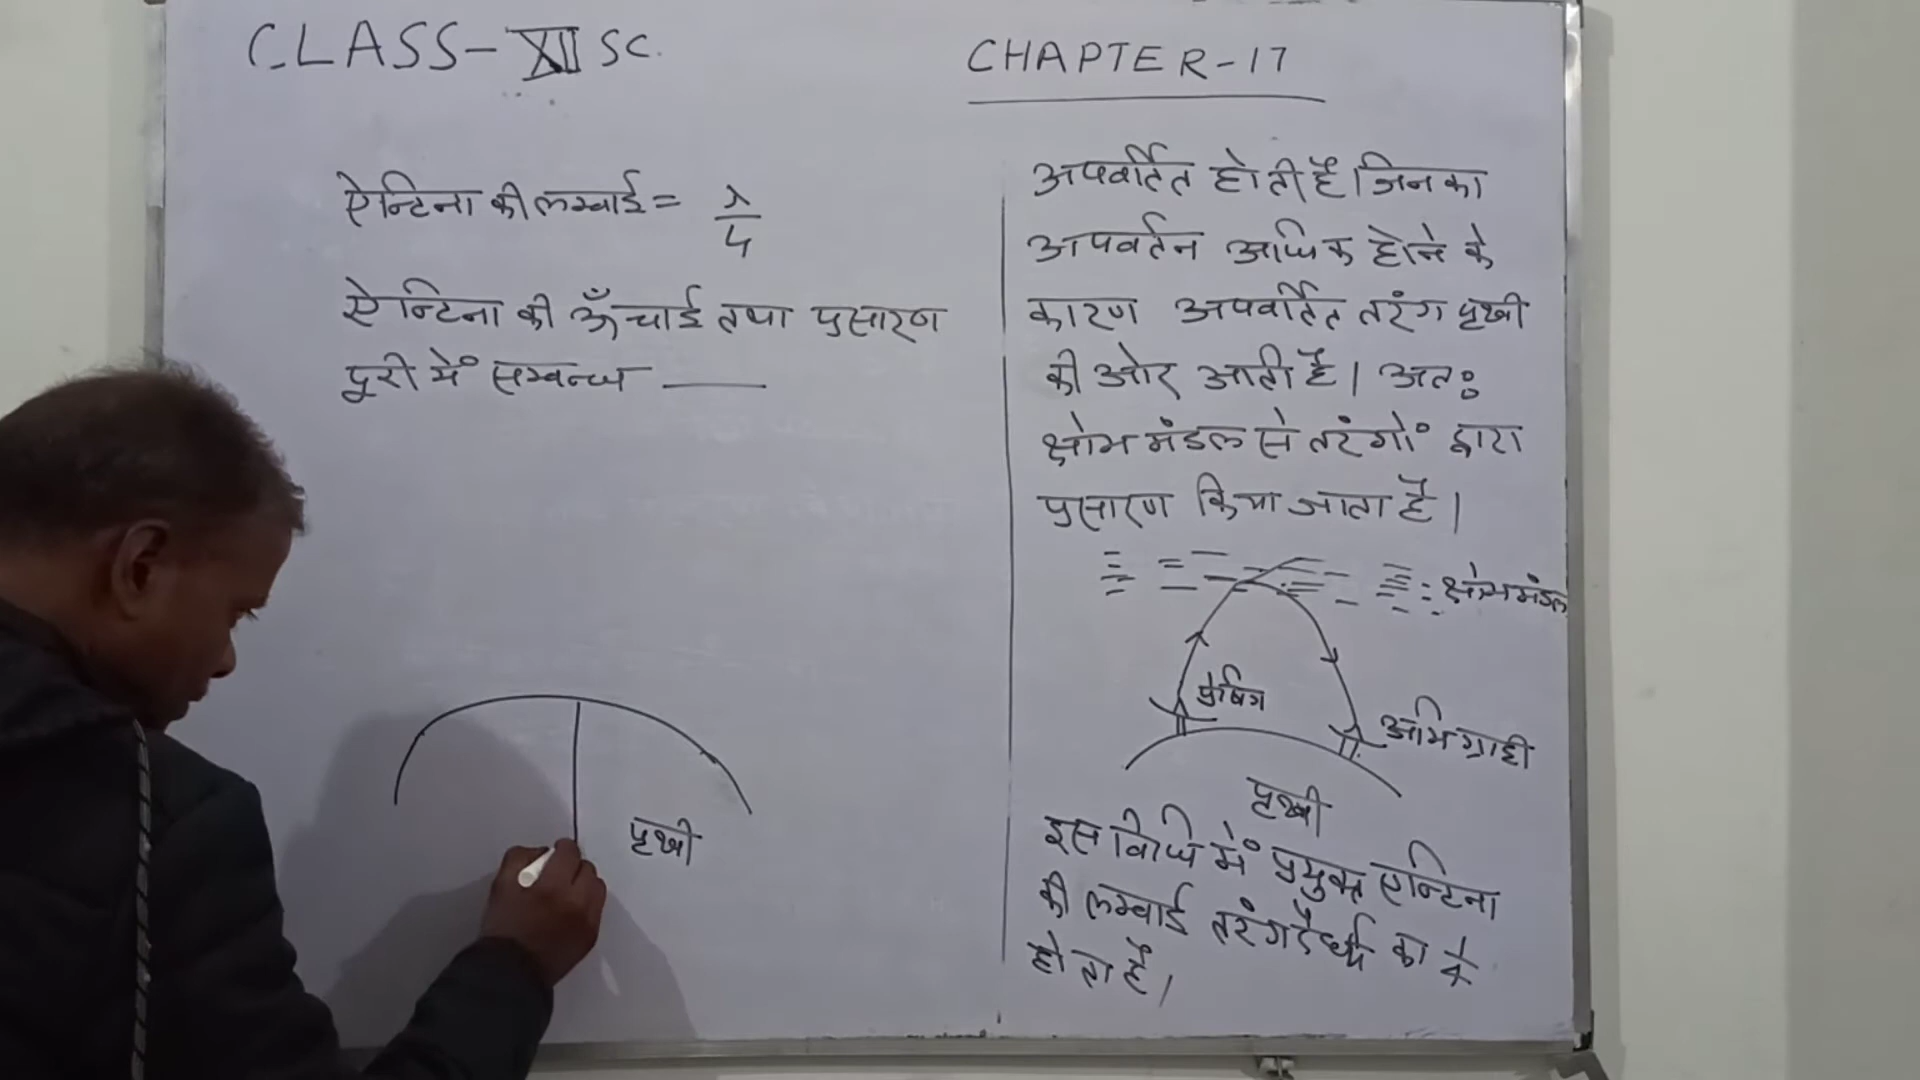 CLASS-XII SC.
CHAPTER-17
ऐन्टिना की लम्बाई = λ/4
ऐन्टिना की ऊँचाई तथा प्रसारण
दूरी में सम्बन्ध —
पृथ्वी
अपवर्तित होती है। जिनका
अपवर्तन अधिक होने के
कारण अपवर्तित तरंग पृथ्वी
की ओर आती है। अतः
क्षोभमंडल से तरंगों द्वारा
प्रसारण किया जाता है।
क्षोभमंडल
प्रेषित्र
अभिग्राही
पृथ्वी
इस विधि में प्रयुक्त एन्टिना
की लम्बाई तरंगदैर्ध्य का 1/4
होता है।